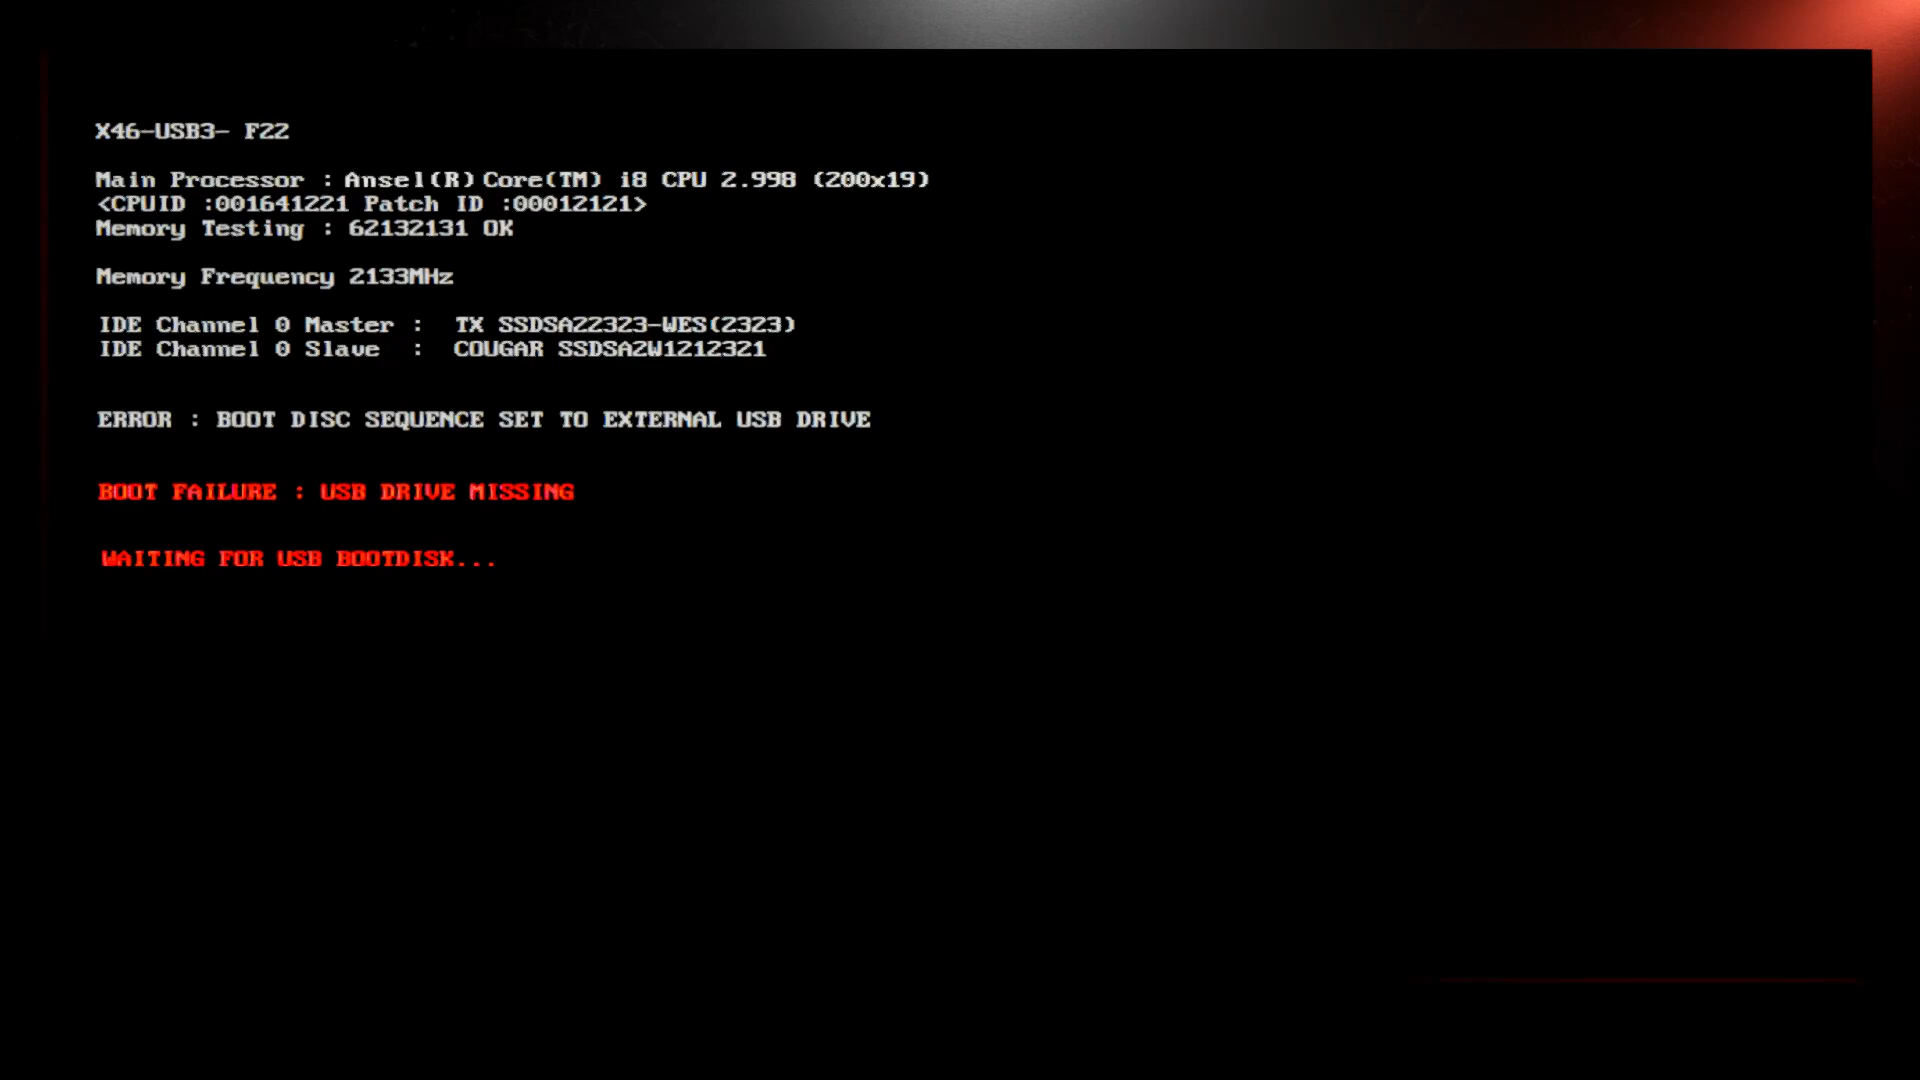 X46-USB3- F22
Main Processor : Ansel(R) Core(TM) i8 CPU 2.998 (200x19)
<CPUID :001641221 Patch ID :00012121>
Memory Testing : 62132131 OK
Memory Frequency 2133MHz
IDE Channel 0 Master : TX SSDSA22323-WES(2323)
IDE Channel 0 Slave : COUGAR SSDSA2W1212321
ERROR : BOOT DISC SEQUENCE SET TO EXTERNAL USB DRIVE
BOOT FAILURE : USB DRIVE MISSING
WAITING FOR USB BOOTDISK...